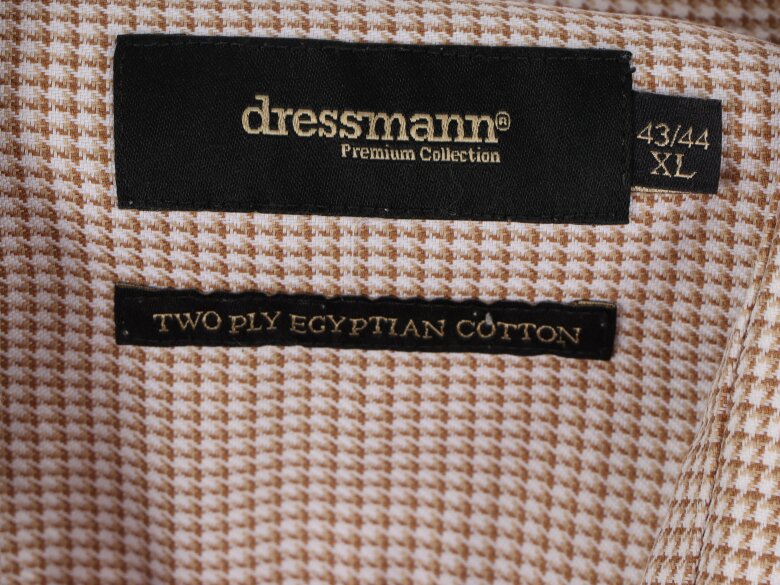 dressmann®
Premium Collection
43/44
XL
TWO PLY EGYPTIAN COTTON